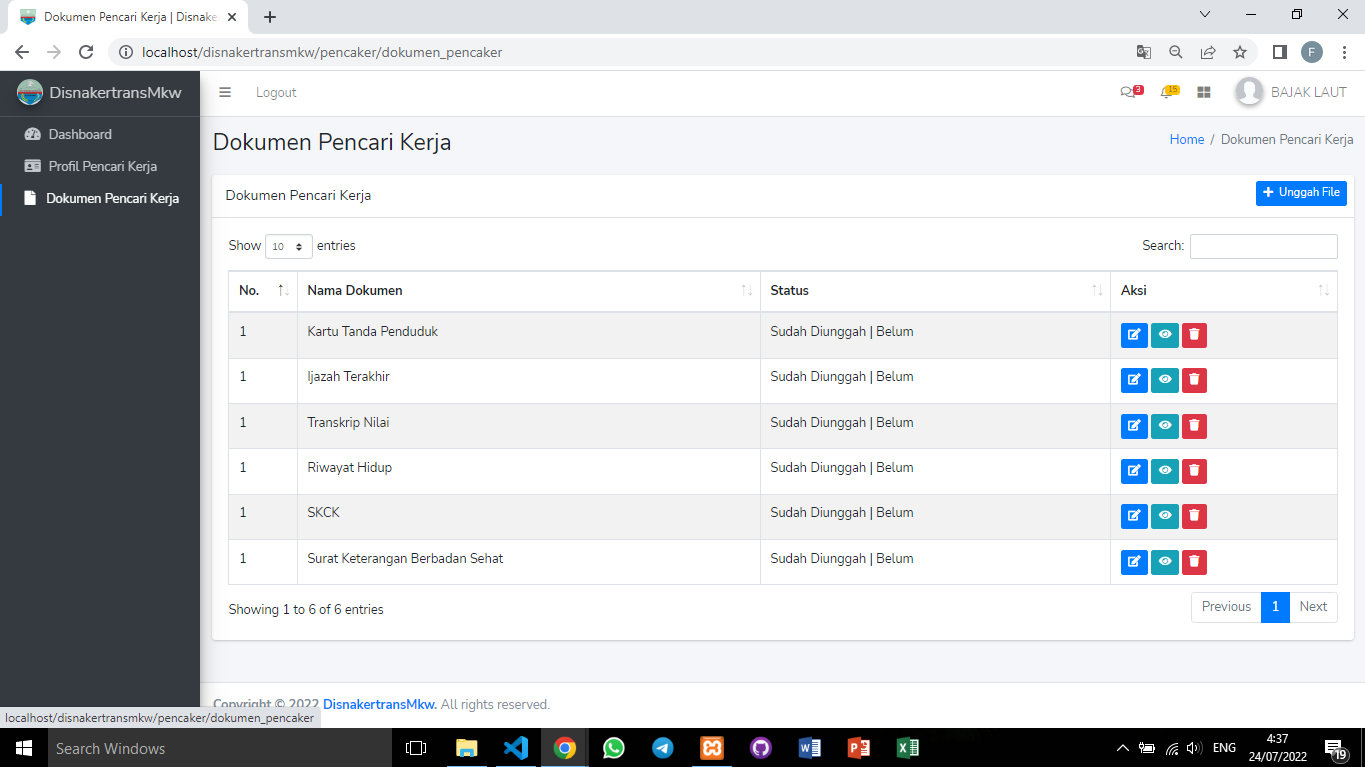 Dokumen Pencari Kerja | Disnake
localhost/disnakertransmkw/pencaker/dokumen_pencaker
F
DisnakertransMkw
Logout
3
15
BAJAK LAUT
Dashboard
Profil Pencari Kerja
Dokumen Pencari Kerja
Dokumen Pencari Kerja
Home / Dokumen Pencari Kerja
Dokumen Pencari Kerja
Unggah File
Show 10 entries
Search:
No. Nama Dokumen Status Aksi
1 Kartu Tanda Penduduk Sudah Diunggah | Belum
1 Ijazah Terakhir Sudah Diunggah | Belum
1 Transkrip Nilai Sudah Diunggah | Belum
1 Riwayat Hidup Sudah Diunggah | Belum
1 SKCK Sudah Diunggah | Belum
1 Surat Keterangan Berbadan Sehat Sudah Diunggah | Belum
Showing 1 to 6 of 6 entries
Previous 1 Next
Copyright © 2022 DisnakertransMkw. All rights reserved.
localhost/disnakertransmkw/pencaker/dokumen_pencaker
Search Windows
ENG
4:37
24/07/2022
19